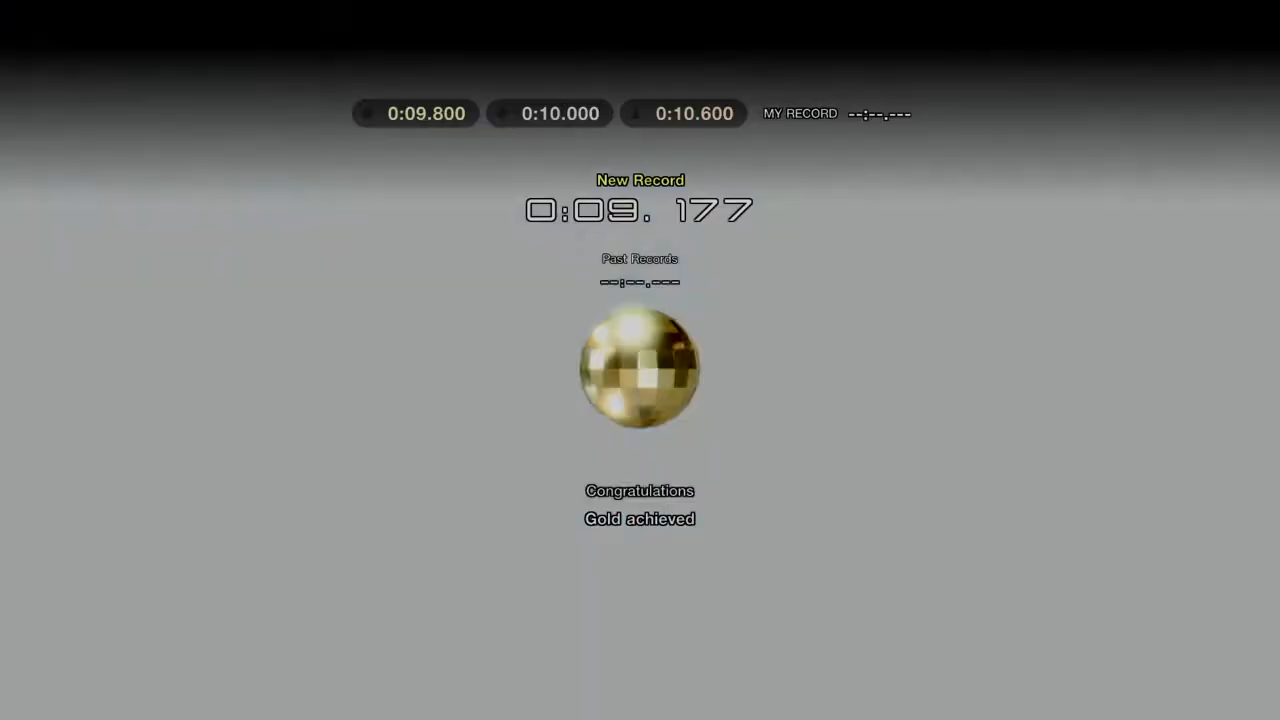 0:09.800 0:10.000 0:10.600 MY RECORD --:--.---
New Record
0:09. 177
Past Records
--:--.---
Congratulations
Gold achieved